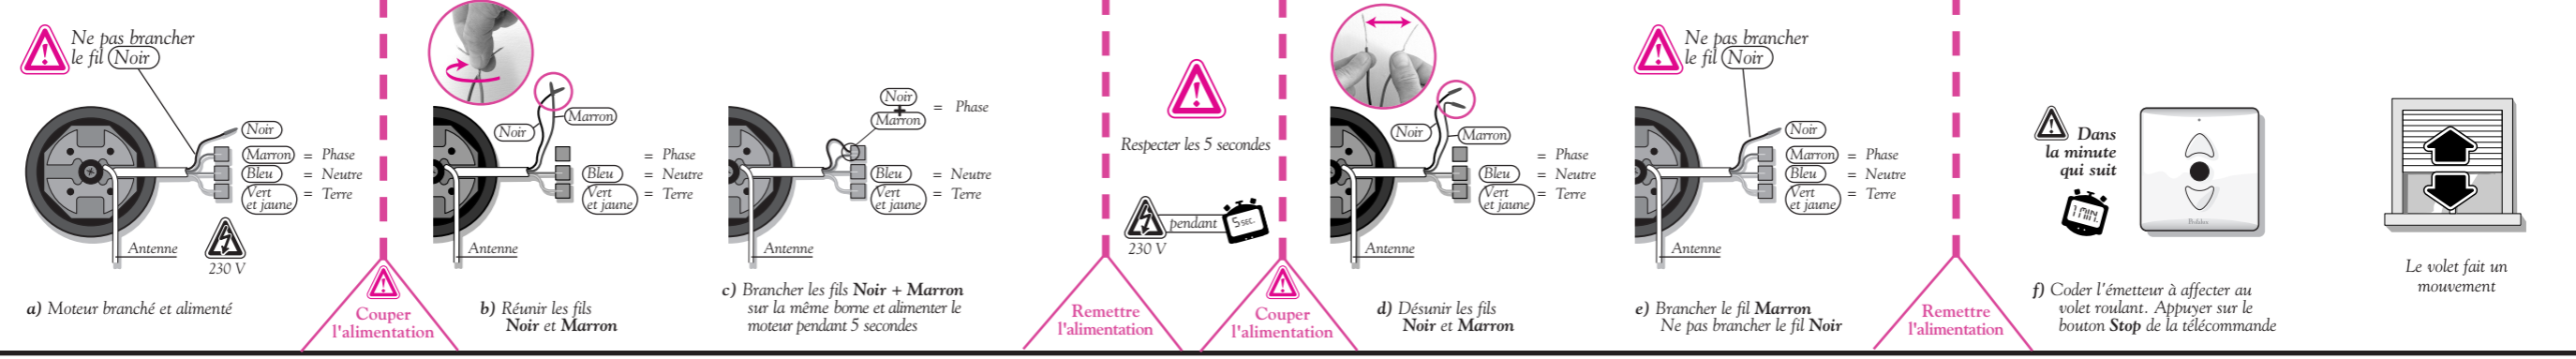 Ne pas brancher
le fil Noir
Noir
Marron = Phase
Bleu = Neutre
Vert
et jaune = Terre
Antenne
230 V
a) Moteur branché et alimenté
Couper
l'alimentation
Noir
Marron
= Phase
Bleu = Neutre
Vert
et jaune = Terre
Antenne
b) Réunir les fils
Noir et Marron
Noir
+
Marron
= Phase
Bleu = Neutre
Vert
et jaune = Terre
Antenne
c) Brancher les fils Noir + Marron
sur la même borne et alimenter le
moteur pendant 5 secondes
Remettre
l'alimentation
Respecter les 5 secondes
230 V
pendant
5 SEC.
Couper
l'alimentation
Noir
Marron
= Phase
Bleu = Neutre
Vert
et jaune = Terre
Antenne
d) Désunir les fils
Noir et Marron
Ne pas brancher
le fil Noir
Noir
Marron = Phase
Bleu = Neutre
Vert
et jaune = Terre
Antenne
e) Brancher le fil Marron
Ne pas brancher le fil Noir
Remettre
l'alimentation
Dans
la minute
qui suit
1 MIN.
f) Coder l'émetteur à affecter au
volet roulant. Appuyer sur le
bouton Stop de la télécommande
Le volet fait un
mouvement